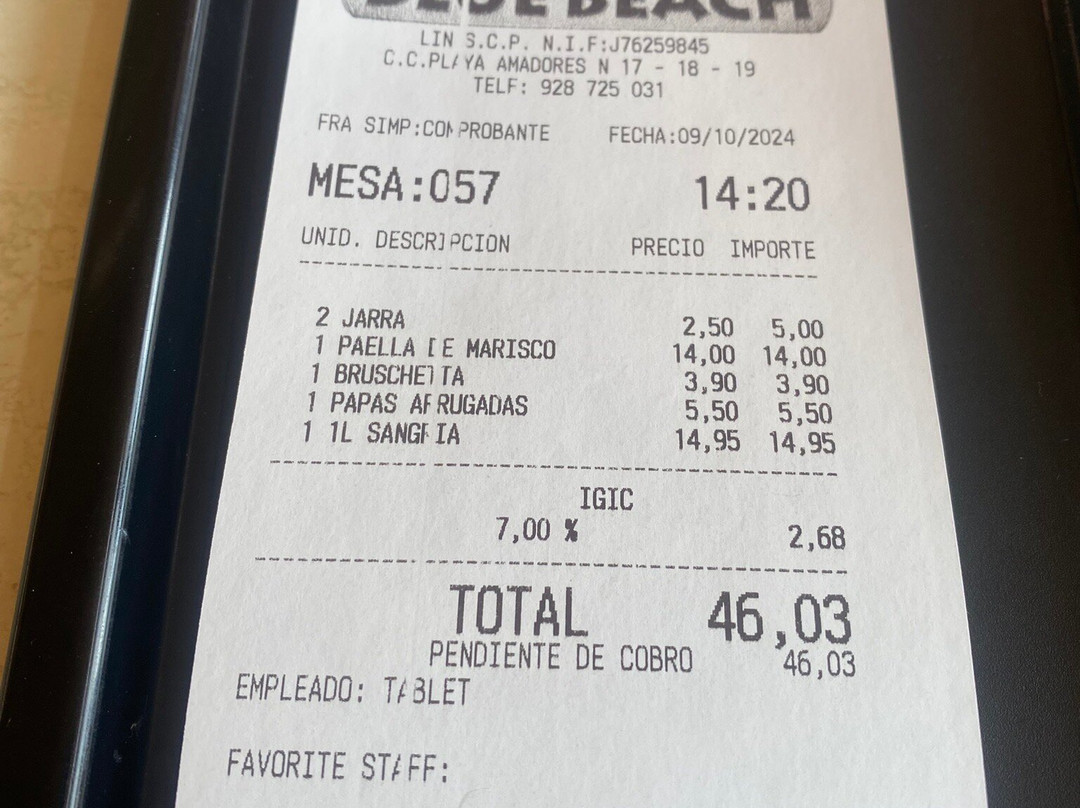 BEACH
LIN S.C.P. N.I.F:J76259845
C.C.PLAYA AMADORES N 17 - 18 - 19
TELF: 928 725 031
FRA SIMP:COMPROBANTE FECHA:09/10/2024
MESA:057 14:20
UNID. DESCRIPCION PRECIO IMPORTE
2 JARRA 2,50 5,00
1 PAELLA DE MARISCO 14,00 14,00
1 BRUSCHETTA 3,90 3,90
1 PAPAS ARRUGADAS 5,50 5,50
1 1L SANGRIA 14,95 14,95
IGIC
7,00 % 2,68
TOTAL 46,03
PENDIENTE DE COBRO 46,03
EMPLEADO: TABLET
FAVORITE STAFF: